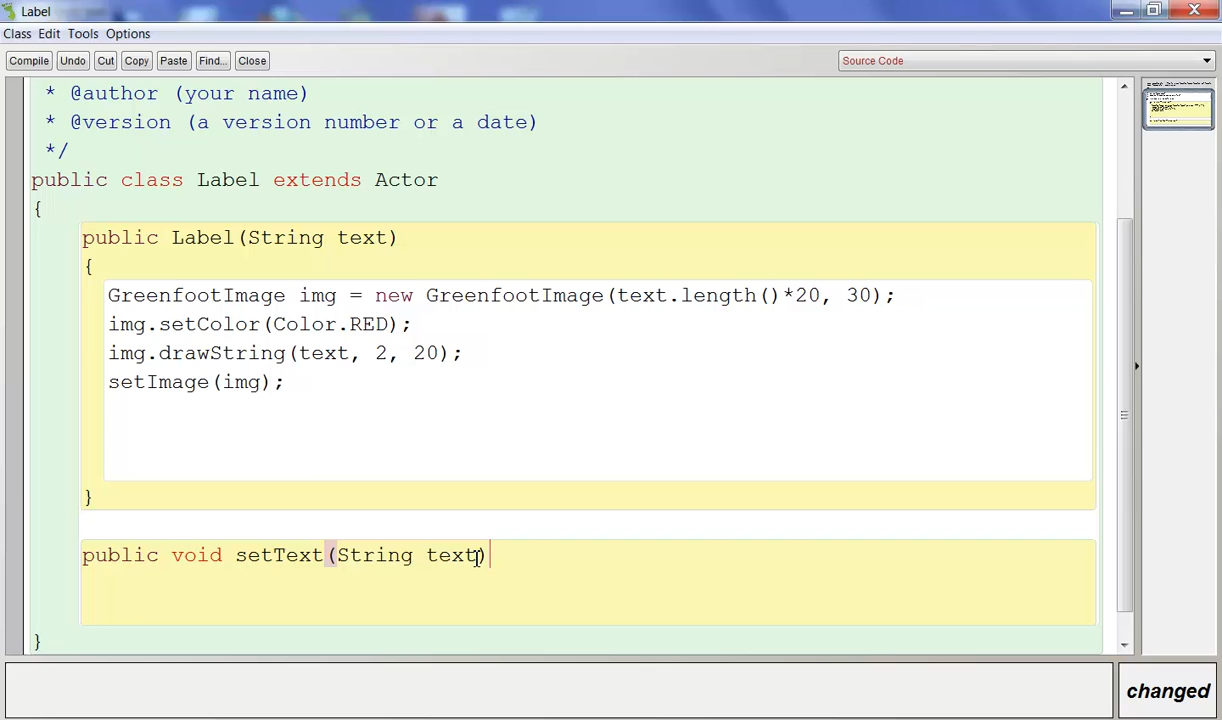 Label
Class Edit Tools Options
Compile Undo Cut Copy Paste Find... Close Source Code
* @author (your name)
* @version (a version number or a date)
*/
public class Label extends Actor
{
public Label(String text)
{
GreenfootImage img = new GreenfootImage(text.length()*20, 30);
img.setColor(Color.RED);
img.drawString(text, 2, 20);
setImage(img);
}
public void setText(String text)
}
changed